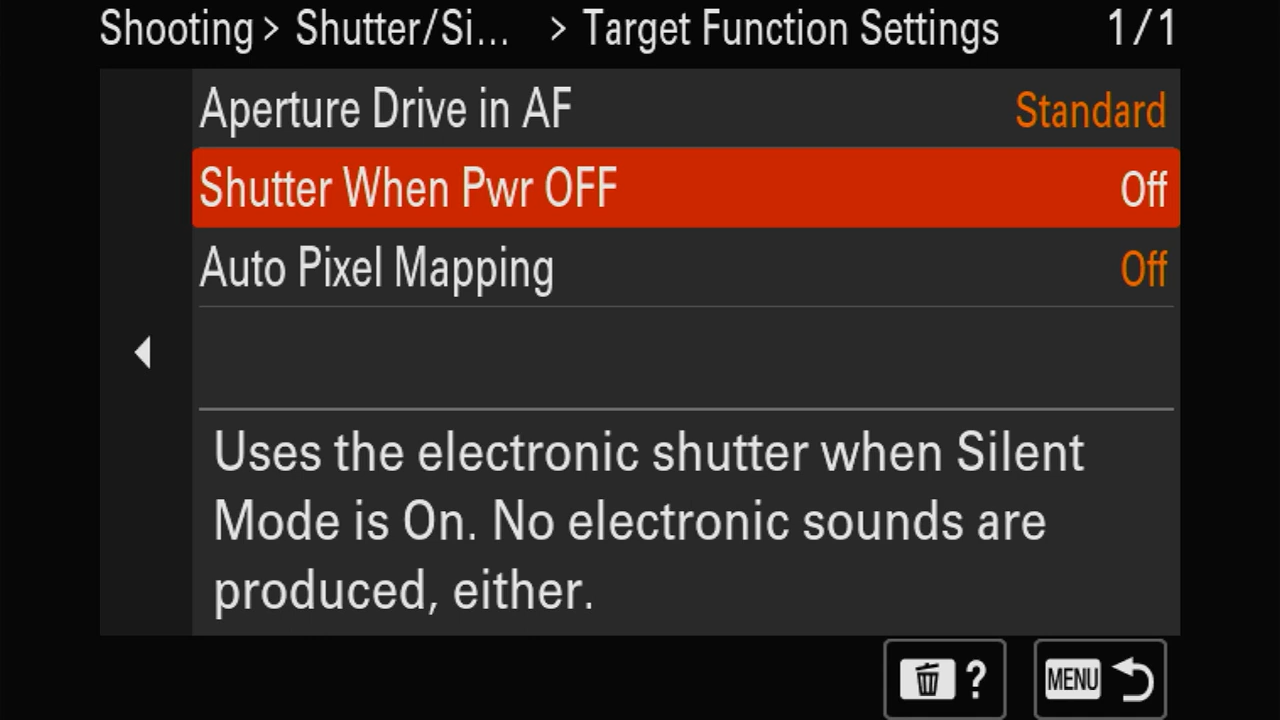 Shooting > Shutter/Si... > Target Function Settings 1/1
Aperture Drive in AF Standard
Shutter When Pwr OFF Off
Auto Pixel Mapping Off
Uses the electronic shutter when Silent
Mode is On. No electronic sounds are
produced, either.
? MENU